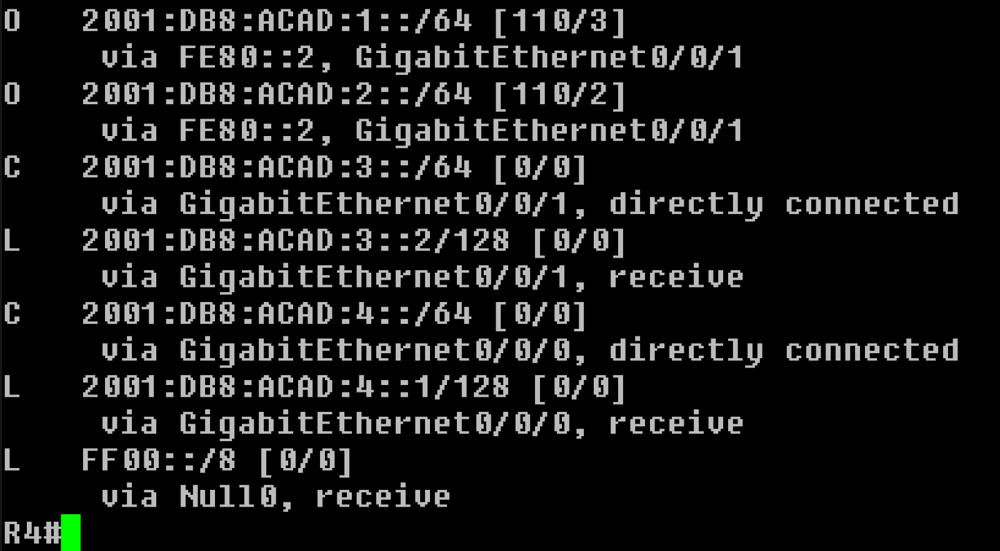 O   2001:DB8:ACAD:1::/64 [110/3]
     via FE80::2, GigabitEthernet0/0/1
O   2001:DB8:ACAD:2::/64 [110/2]
     via FE80::2, GigabitEthernet0/0/1
C   2001:DB8:ACAD:3::/64 [0/0]
     via GigabitEthernet0/0/1, directly connected
L   2001:DB8:ACAD:3::2/128 [0/0]
     via GigabitEthernet0/0/1, receive
C   2001:DB8:ACAD:4::/64 [0/0]
     via GigabitEthernet0/0/0, directly connected
L   2001:DB8:ACAD:4::1/128 [0/0]
     via GigabitEthernet0/0/0, receive
L   FF00::/8 [0/0]
     via Null0, receive
R4#